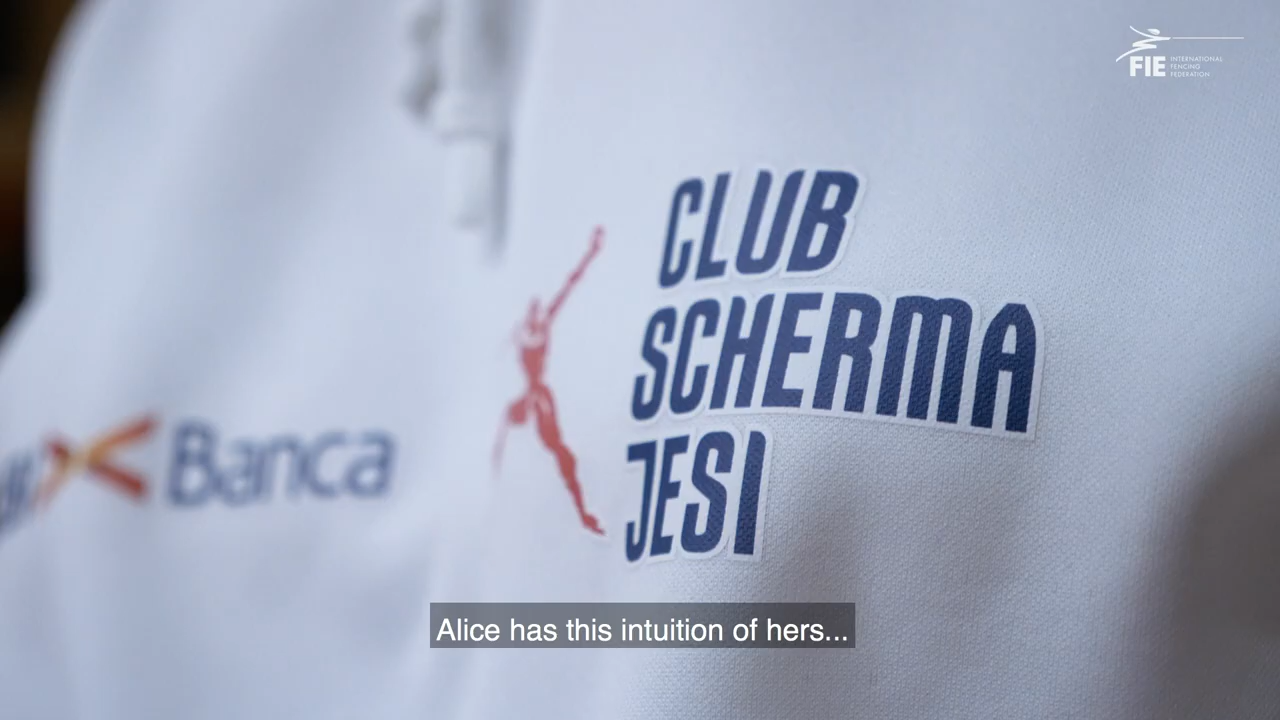 FIE INTERNATIONAL
FENCING
FEDERATION
CLUB
SCHERMA
JESI
Banca
Alice has this intuition of hers...